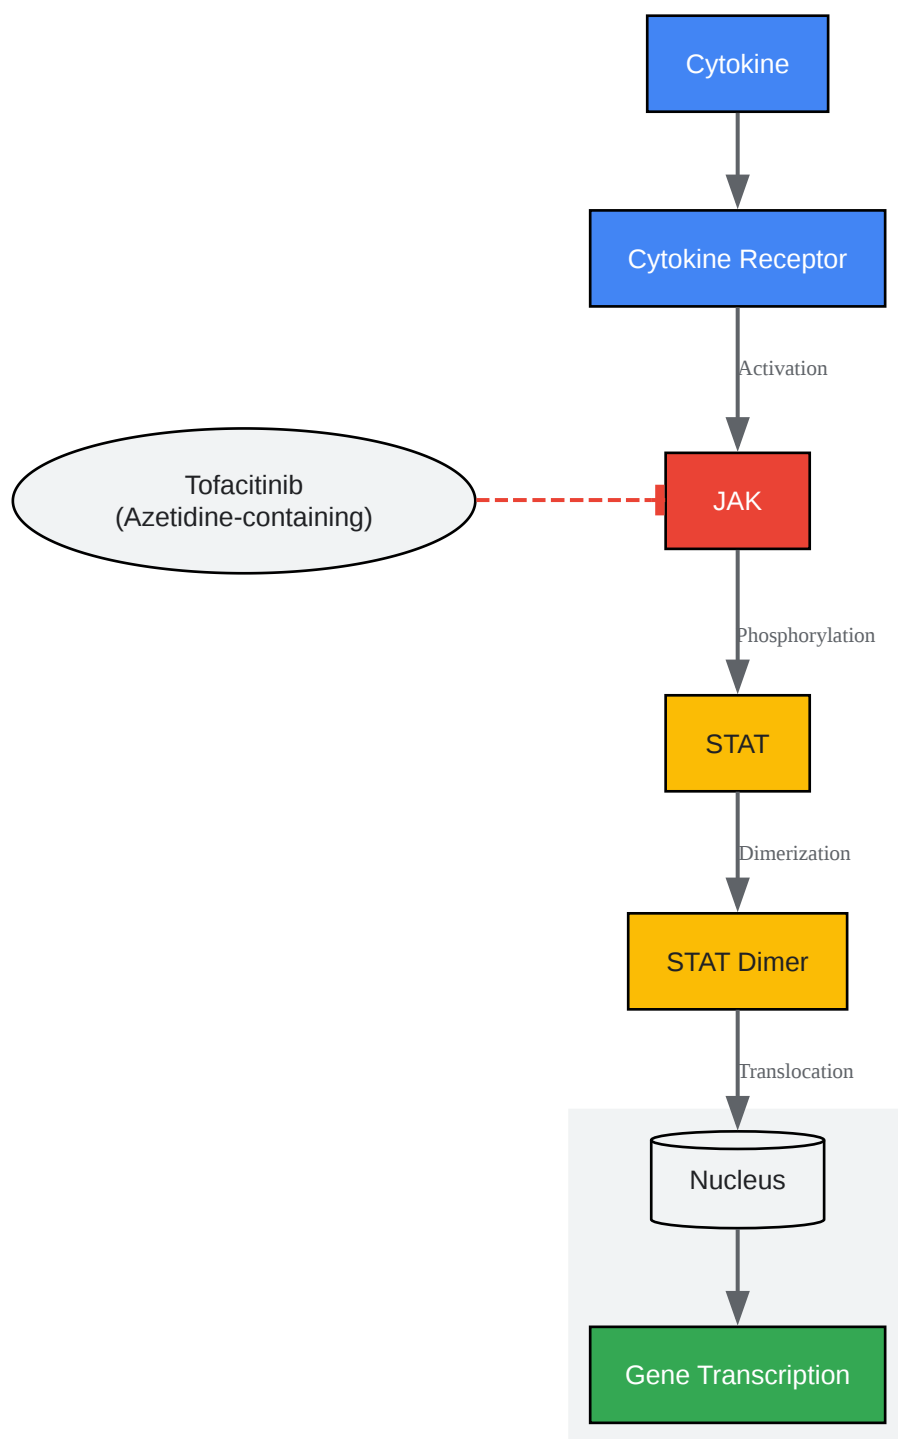 Cytokine
Cytokine Receptor
Activation
Tofacitinib
(Azetidine-containing)
JAK
Phosphorylation
STAT
Dimerization
STAT Dimer
Translocation
Nucleus
Gene Transcription